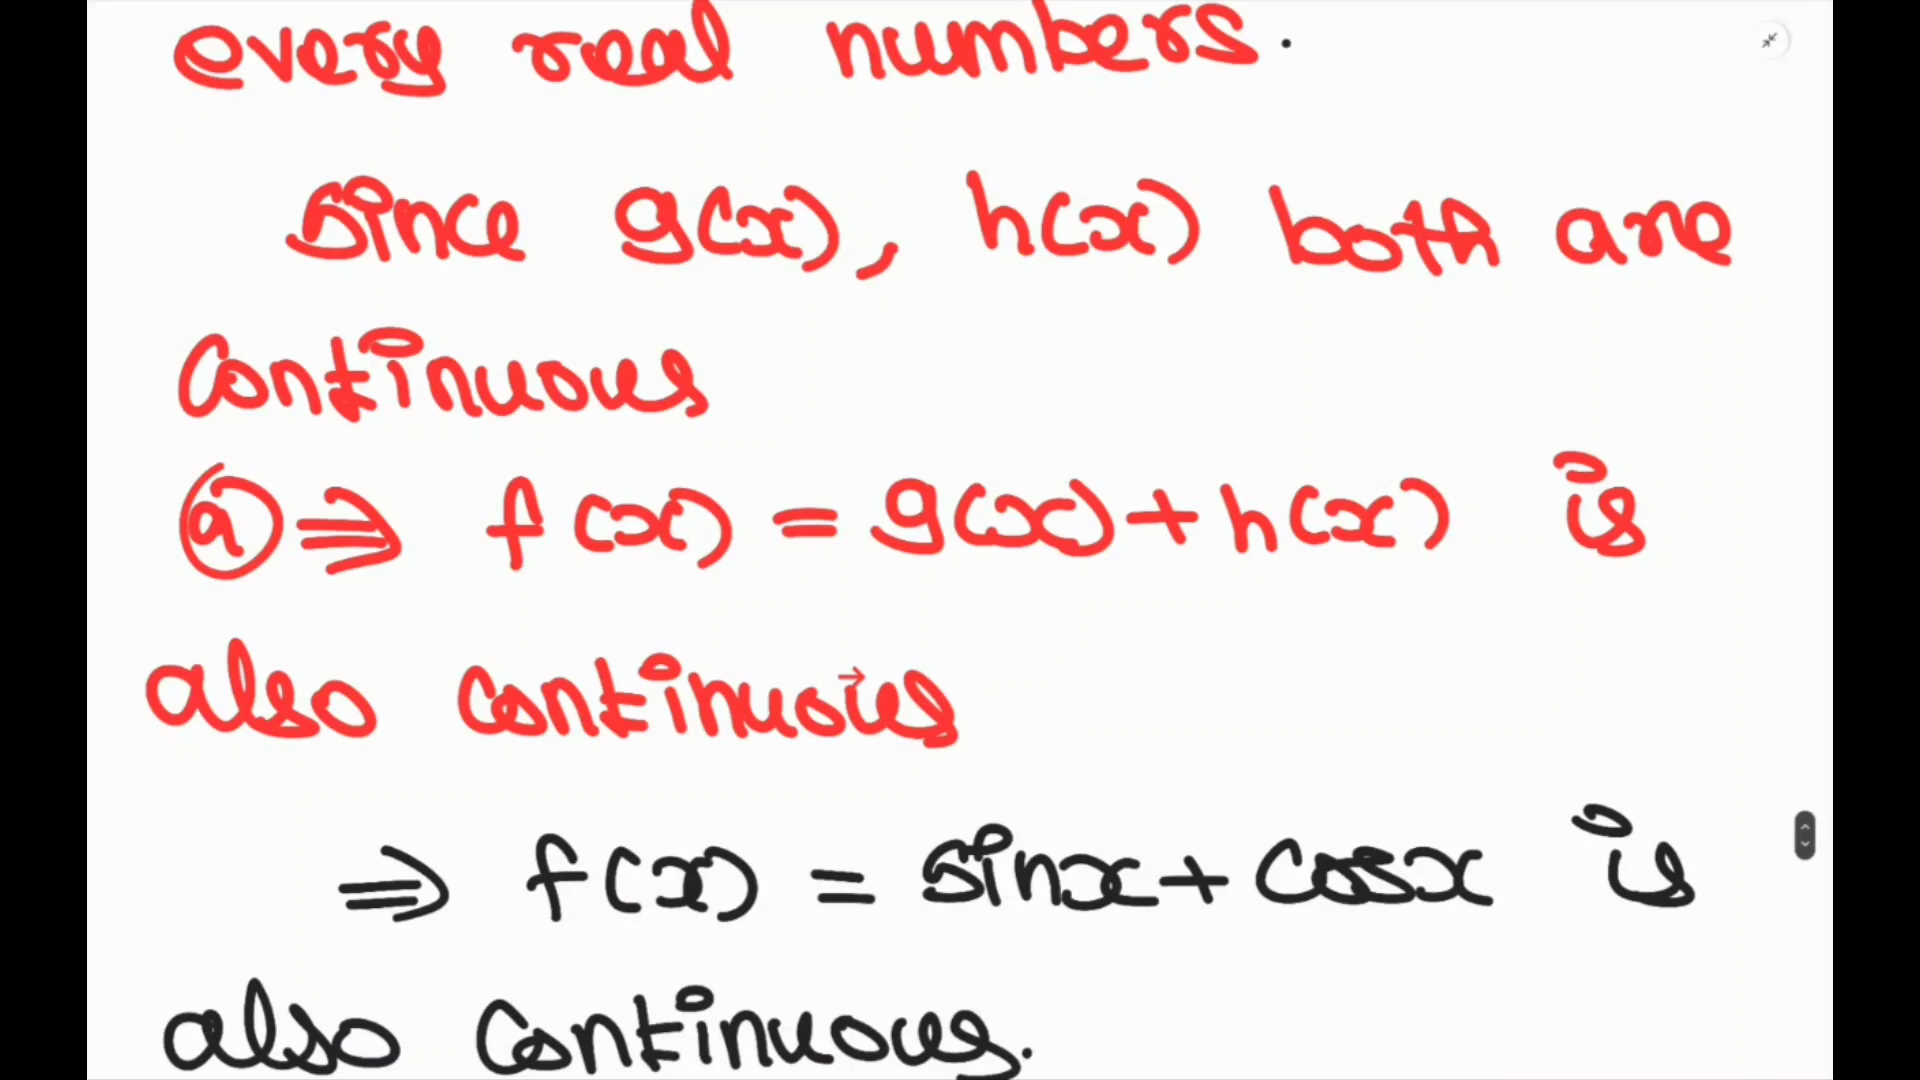 every real numbers.
since g(x), h(x) both are
continuous
(a) ⇒ f(x) = g(x) + h(x) is
also continuous
⇒ f(x) = sinx + cosx is
also continuous.